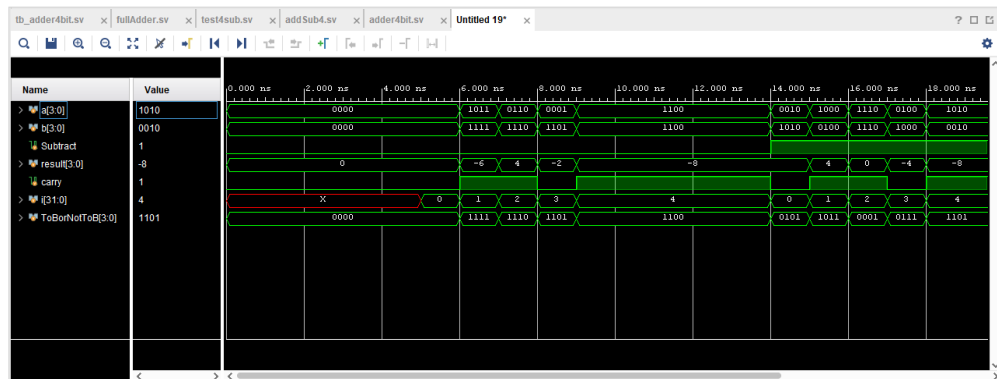 tb_adder4bit.sv × fullAdder.sv × test4sub.sv × addSub4.sv × adder4bit.sv × Untitled 19* ×
Name Value 0.000 ns 2.000 ns 4.000 ns 6.000 ns 8.000 ns 10.000 ns 12.000 ns 14.000 ns 16.000 ns 18.000 ns
a[3:0] 1010 0000 1011 0110 0001 1100 0010 1000 1110 0100 1010
b[3:0] 0010 0000 1111 1110 1101 1100 1010 0100 1110 1000 0010
Subtract 1
result[3:0] -8 0 -6 4 -2 -8 4 0 -4 -8
carry 1
i[31:0] 4 X 0 1 2 3 4 0 1 2 3 4
ToBorNotToB[3:0] 1101 0000 1111 1110 1101 1100 0101 1011 0001 0111 1101